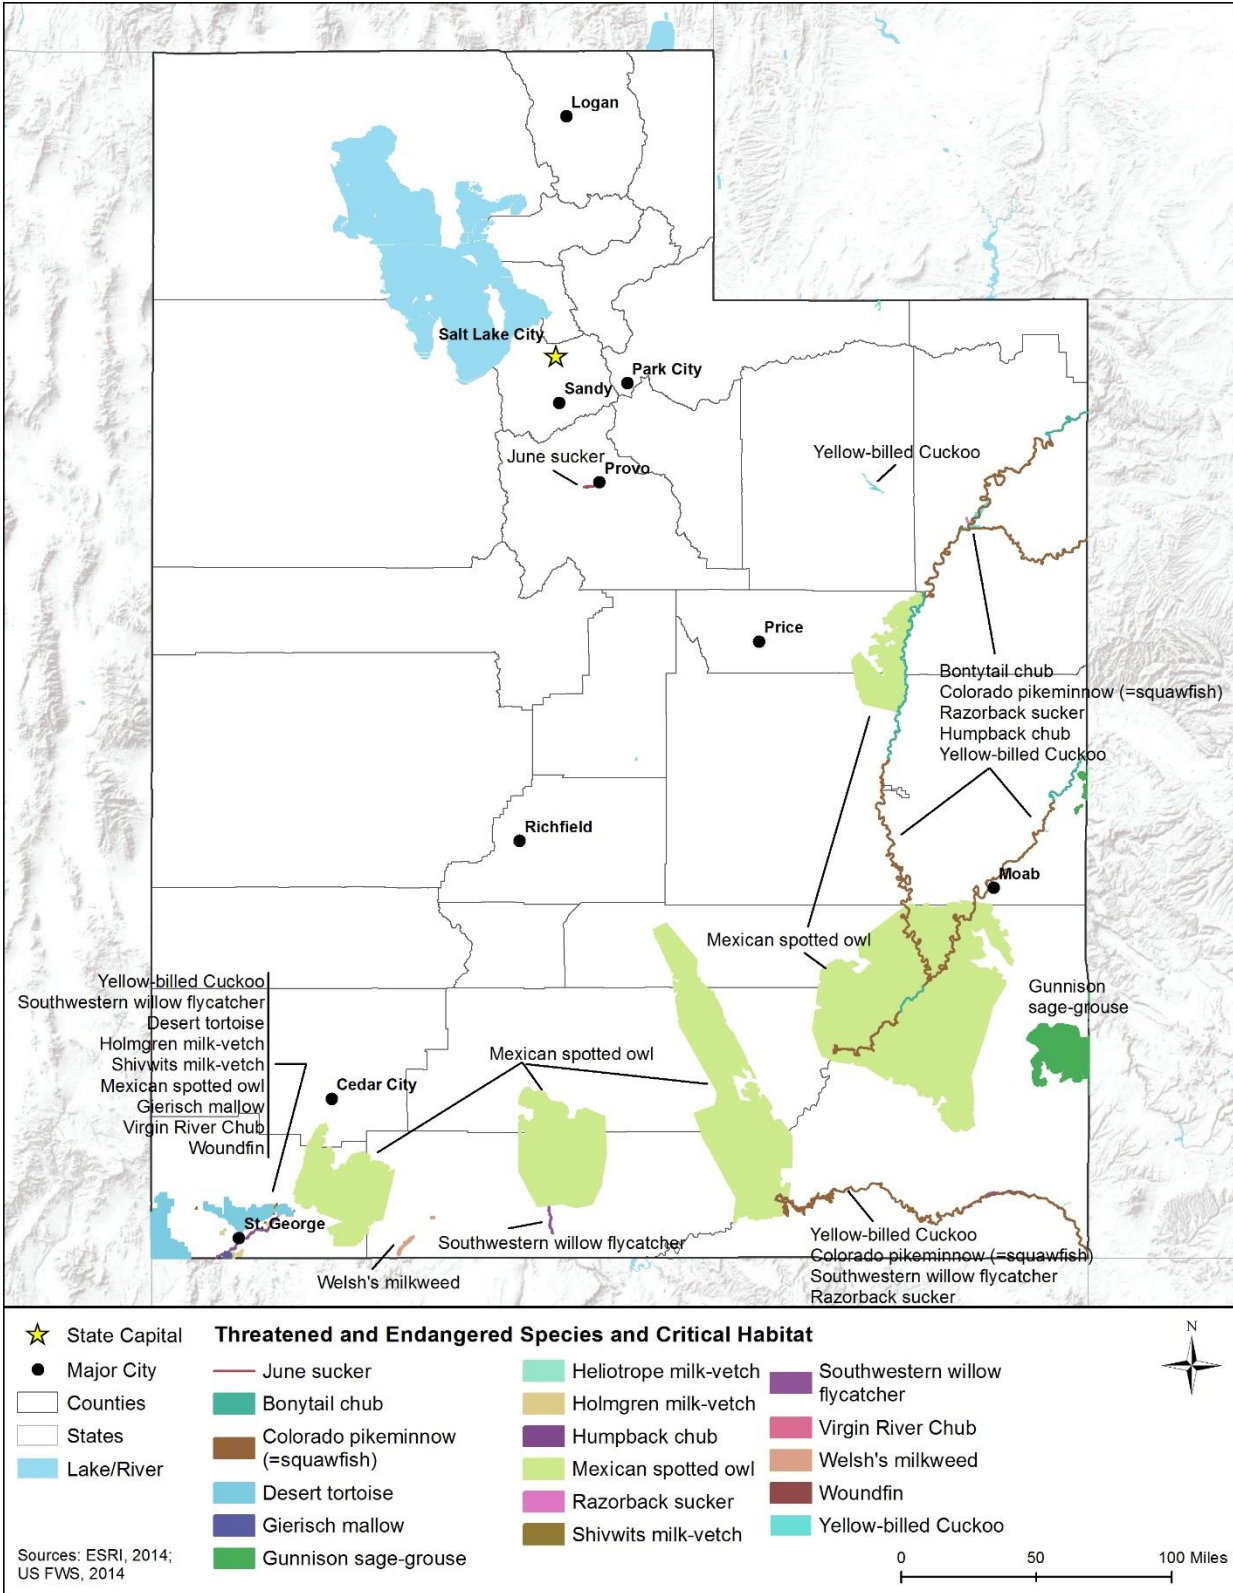 Logan
Salt Lake City
Park City
Sandy
June sucker
Provo
Yellow-billed Cuckoo
Price
Bontytail chub
Colorado pikeminnow (=squawfish)
Razorback sucker
Humpback chub
Yellow-billed Cuckoo
Richfield
Moab
Mexican spotted owl
Gunnison
sage-grouse
Yellow-billed Cuckoo
Southwestern willow flycatcher
Desert tortoise
Holmgren milk-vetch
Shivwits milk-vetch
Mexican spotted owl
Gierisch mallow
Virgin River Chub
Woundfin
Mexican spotted owl
Cedar City
St. George
Southwestern willow flycatcher
Welsh's milkweed
Yellow-billed Cuckoo
Colorado pikeminnow (=squawfish)
Southwestern willow flycatcher
Razorback sucker
State Capital
Major City
Counties
States
Lake/River
Sources: ESRI, 2014;
US FWS, 2014
Threatened and Endangered Species and Critical Habitat
June sucker
Bonytail chub
Colorado pikeminnow
(=squawfish)
Desert tortoise
Gierisch mallow
Gunnison sage-grouse
Heliotrope milk-vetch
Holmgren milk-vetch
Humpback chub
Mexican spotted owl
Razorback sucker
Shivwits milk-vetch
Southwestern willow
flycatcher
Virgin River Chub
Welsh's milkweed
Woundfin
Yellow-billed Cuckoo
N
0 50 100 Miles